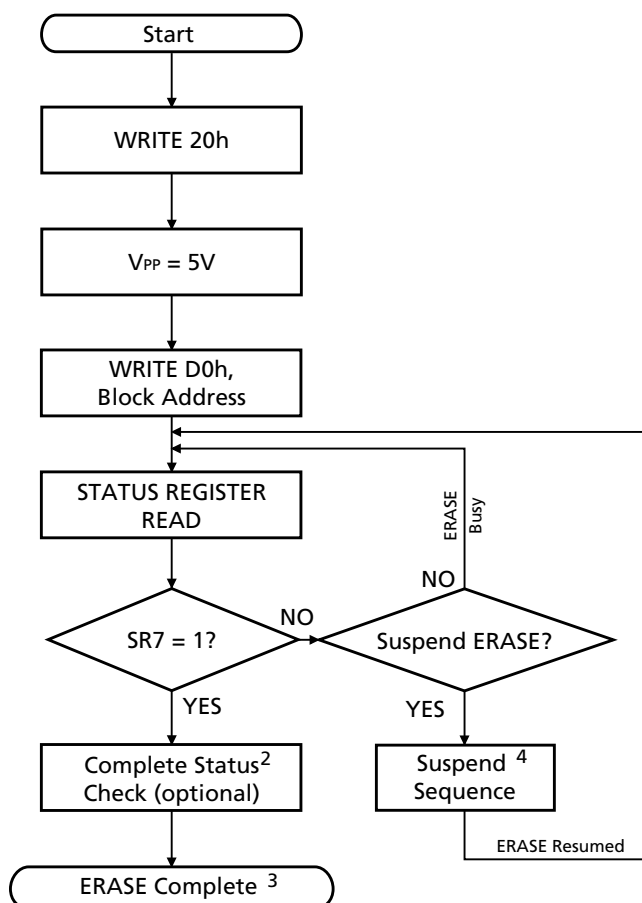 Start
WRITE 20h
VPP = 5V
WRITE D0h,
Block Address
STATUS REGISTER
READ
ERASE
Busy
NO
SR7 = 1?
NO
Suspend ERASE?
YES
YES
Complete Status2
Check (optional)
Suspend 4
Sequence
ERASE Resumed
ERASE Complete 3